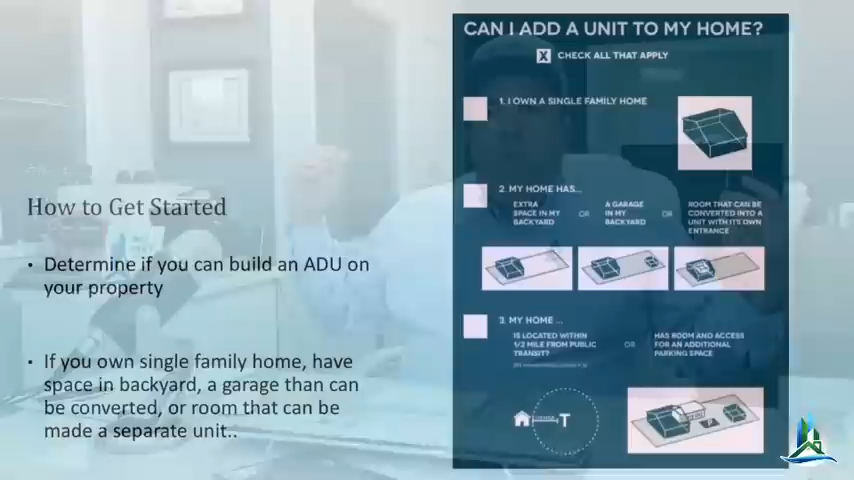 How to Get Started
• Determine if you can build an ADU on
your property
• If you own single family home, have
space in backyard, a garage than can
be converted, or room that can be
made a separate unit..
CAN I ADD A UNIT TO MY HOME?
X CHECK ALL THAT APPLY
1. I OWN A SINGLE FAMILY HOME
2. MY HOME HAS...
EXTRA
SPACE IN MY
BACKYARD
OR
A GARAGE
IN MY
BACKYARD
OR
ROOM THAT CAN BE
CONVERTED INTO A
UNIT WITH ITS OWN
ENTRANCE
3. MY HOME ...
IS LOCATED WITHIN
1/2 MILE FROM PUBLIC
TRANSIT?
OR
HAS ROOM AND ACCESS
FOR AN ADDITIONAL
PARKING SPACE
T